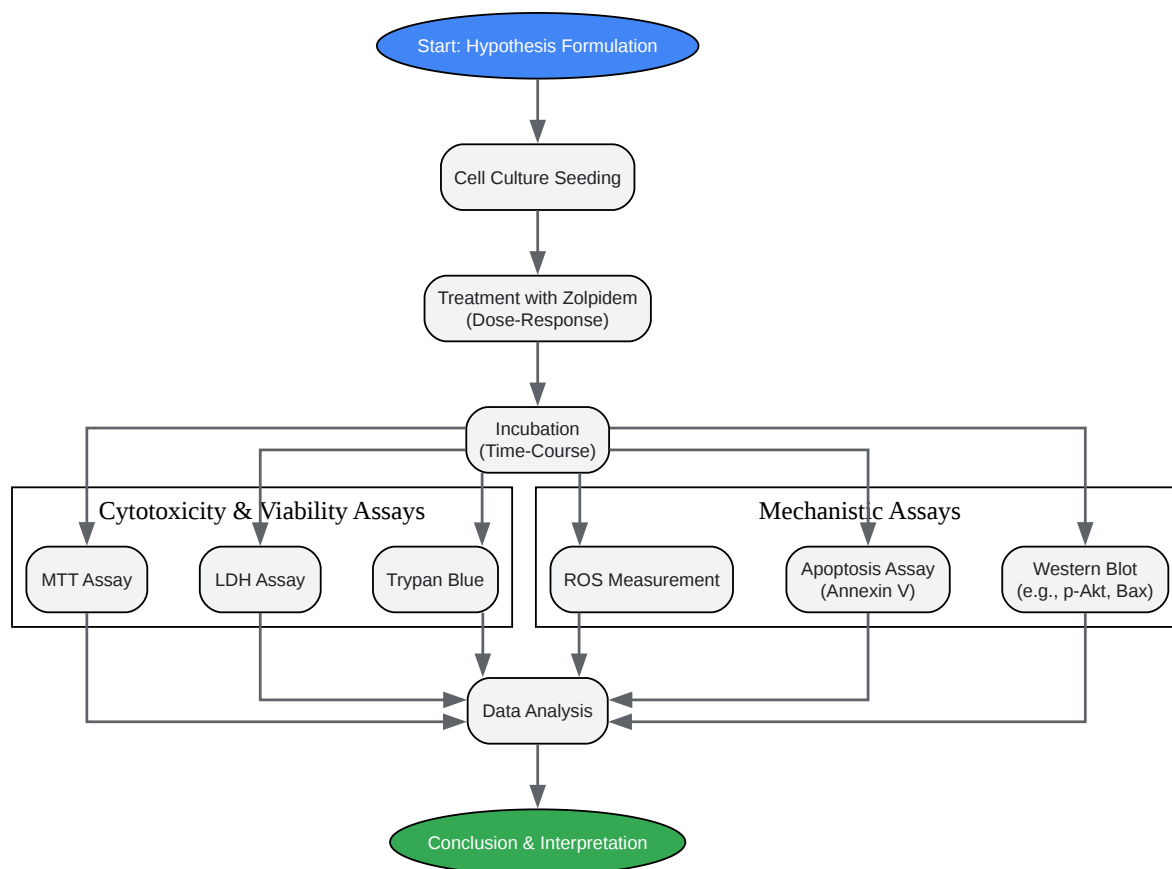 Start: Hypothesis Formulation
Cell Culture Seeding
Treatment with Zolpidem
(Dose-Response)
Incubation
(Time-Course)
Cytotoxicity & Viability Assays
MTT Assay
LDH Assay
Trypan Blue
Mechanistic Assays
ROS Measurement
Apoptosis Assay
(Annexin V)
Western Blot
(e.g., p-Akt, Bax)
Data Analysis
Conclusion & Interpretation